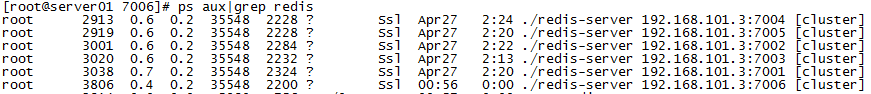 [root@server01 7006]# ps aux|grep redis
root 2913 0.6 0.2 35548 2228 ? Ssl Apr27 2:24 ./redis-server 192.168.101.3:7004 [cluster]
root 2919 0.6 0.2 35548 2228 ? Ssl Apr27 2:20 ./redis-server 192.168.101.3:7005 [cluster]
root 3001 0.6 0.2 35548 2284 ? Ssl Apr27 2:22 ./redis-server 192.168.101.3:7002 [cluster]
root 3020 0.6 0.2 35548 2232 ? Ssl Apr27 2:13 ./redis-server 192.168.101.3:7003 [cluster]
root 3038 0.7 0.2 35548 2324 ? Ssl Apr27 2:20 ./redis-server 192.168.101.3:7001 [cluster]
root 3806 0.4 0.2 35548 2200 ? Ssl 00:56 0:00 ./redis-server 192.168.101.3:7006 [cluster]